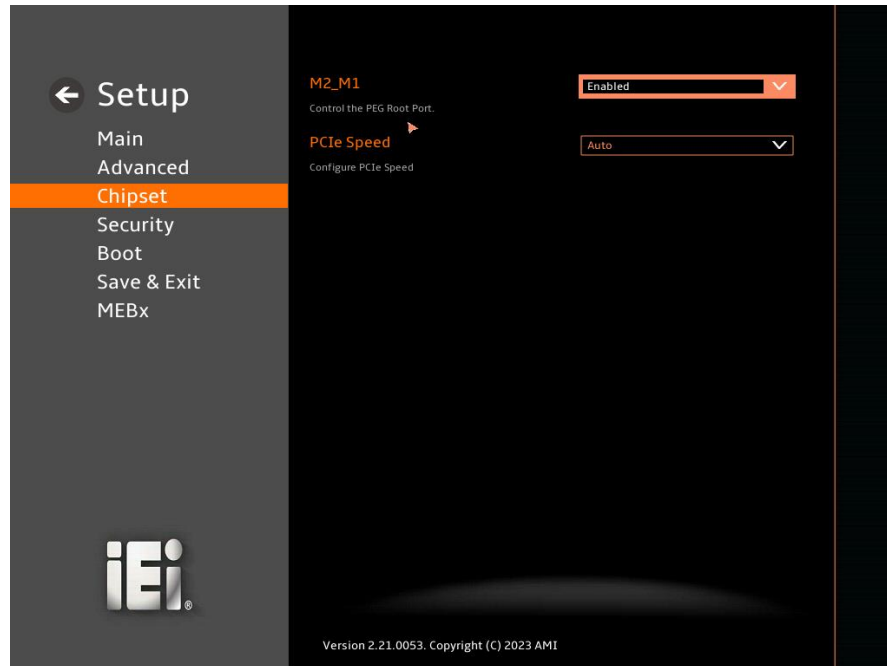 Setup
Main
Advanced
Chipset
Security
Boot
Save & Exit
MEBx
iEi®
M2_M1
Enabled
Control the PEG Root Port.
PCIe Speed
Auto
Configure PCIe Speed
Version 2.21.0053. Copyright (C) 2023 AMI